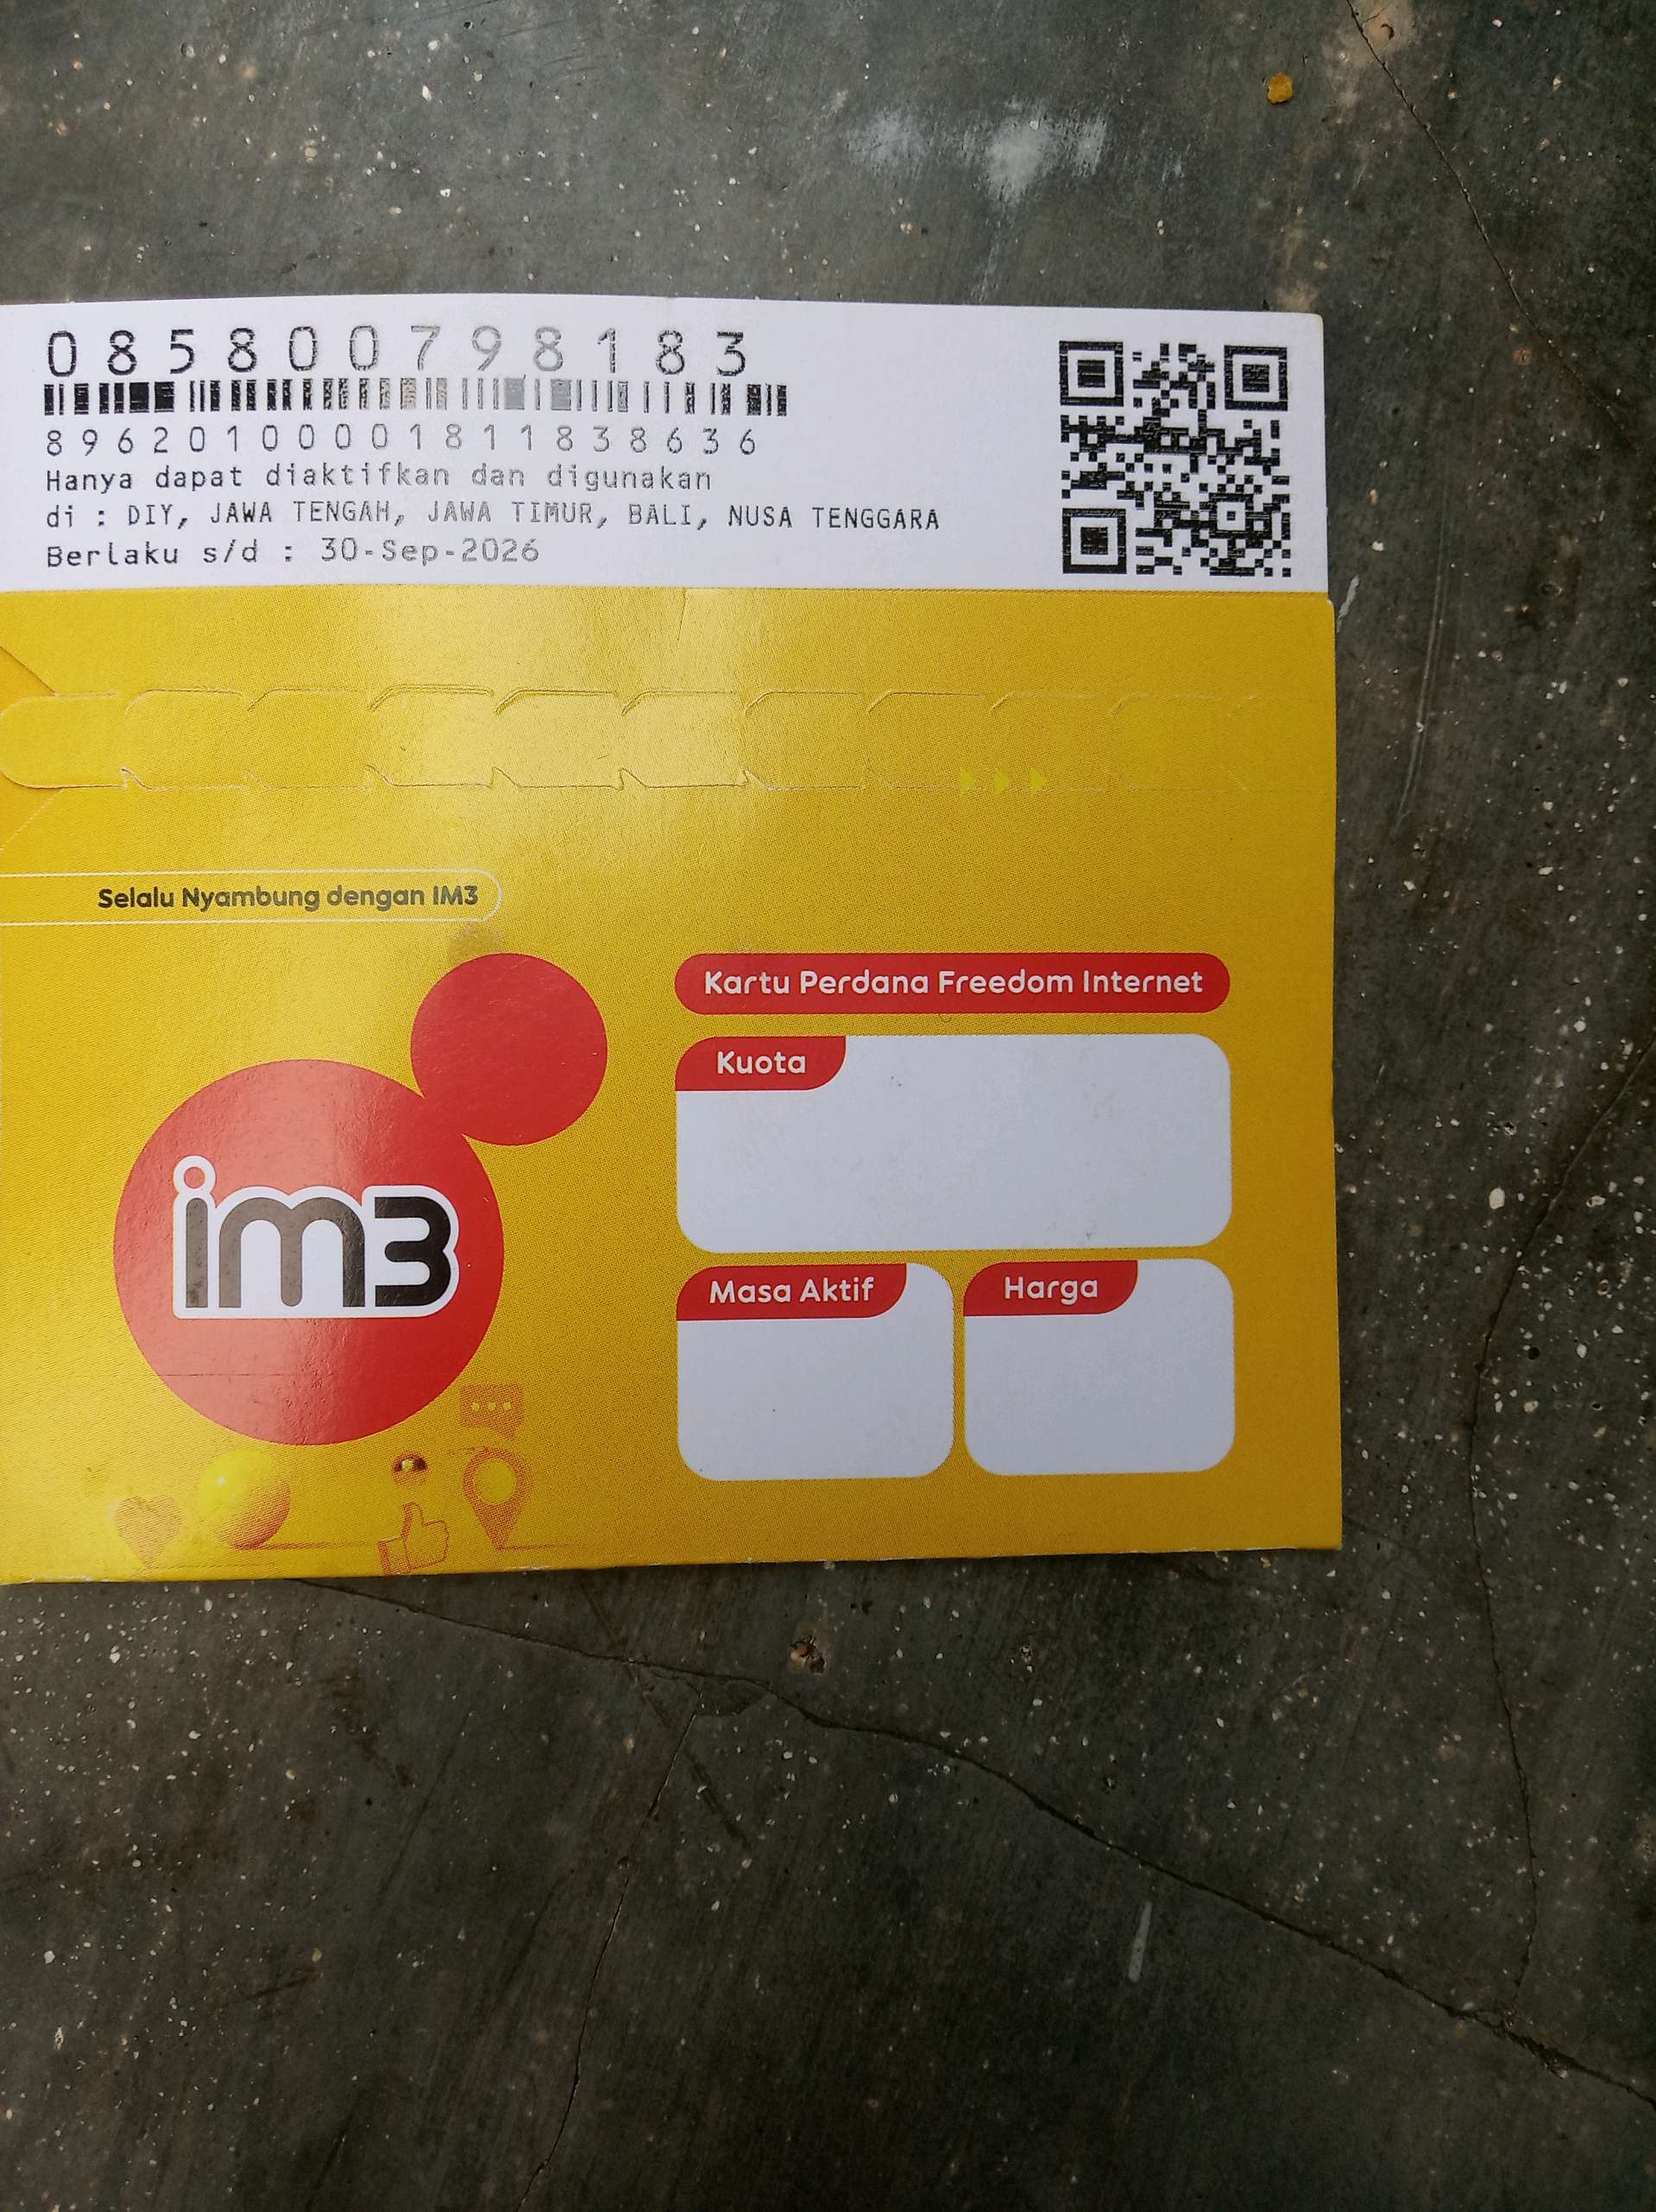 085800798183
89620100001811838636
Hanya dapat diaktifkan dan digunakan
di : DIY, JAWA TENGAH, JAWA TIMUR, BALI, NUSA TENGGARA
Berlaku s/d : 30-Sep-2026
Selalu Nyambung dengan IM3
Kartu Perdana Freedom Internet
Kuota
im3
Masa Aktif
Harga